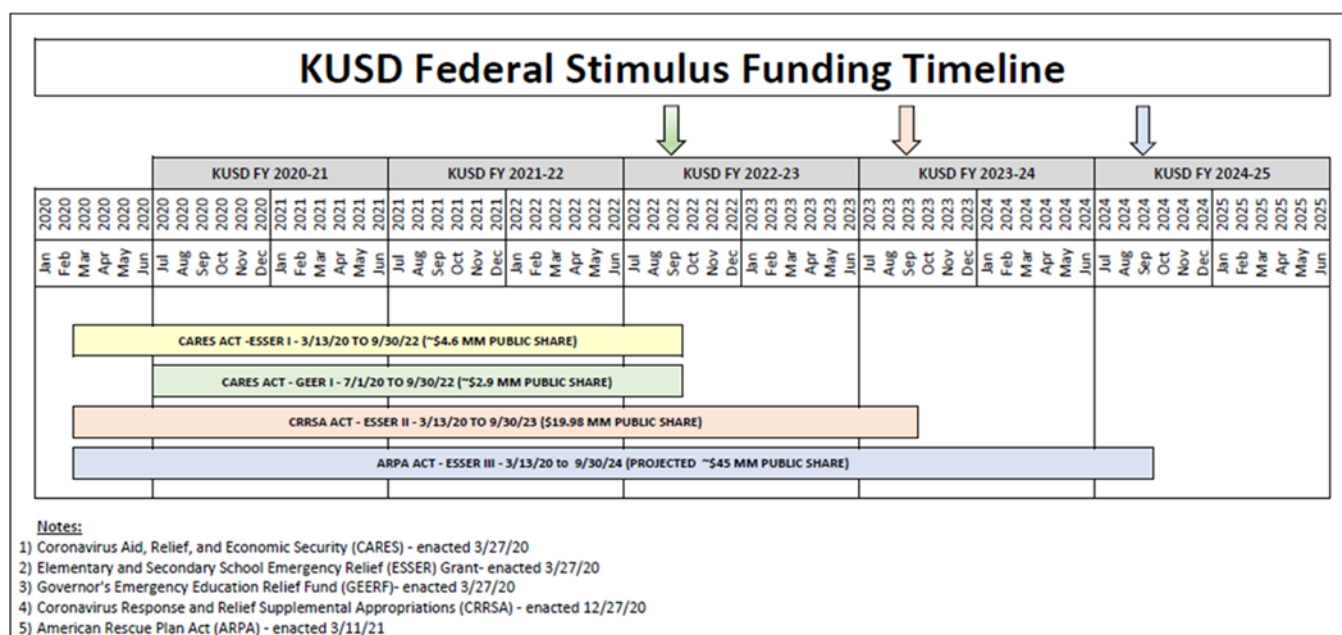 KUSD Federal Stimulus Funding Timeline
KUSD FY 2020-21 KUSD FY 2021-22 KUSD FY 2022-23 KUSD FY 2023-24 KUSD FY 2024-25
2020 2020 2020 2020 2020 2020 2020 2020 2020 2020 2020 2020 2021 2021 2021 2021 2021 2021 2021 2021 2021 2021 2021 2021 2022 2022 2022 2022 2022 2022 2022 2022 2022 2022 2022 2022 2023 2023 2023 2023 2023 2023 2023 2023 2023 2023 2023 2023 2024 2024 2024 2024 2024 2024 2024 2024 2024 2024 2024 2024 2025 2025 2025 2025 2025 2025
Jan Feb Mar Apr May Jun Jul Aug Sep Oct Nov Dec Jan Feb Mar Apr May Jun Jul Aug Sep Oct Nov Dec Jan Feb Mar Apr May Jun Jul Aug Sep Oct Nov Dec Jan Feb Mar Apr May Jun Jul Aug Sep Oct Nov Dec Jan Feb Mar Apr May Jun Jul Aug Sep Oct Nov Dec Jan Feb Mar Apr May Jun
CARES ACT -ESSER I - 3/13/20 TO 9/30/22 (~$4.6 MM PUBLIC SHARE)
CARES ACT - GEER I - 7/1/20 TO 9/30/22 (~$2.9 MM PUBLIC SHARE)
CRRSA ACT - ESSER II - 3/13/20 TO 9/30/23 ($19.98 MM PUBLIC SHARE)
ARPA ACT - ESSER III - 3/13/20 to 9/30/24 (PROJECTED ~$45 MM PUBLIC SHARE)
Notes:
1) Coronavirus Aid, Relief, and Economic Security (CARES) - enacted 3/27/20
2) Elementary and Secondary School Emergency Relief (ESSER) Grant- enacted 3/27/20
3) Governor's Emergency Education Relief Fund (GEERF)- enacted 3/27/20
4) Coronavirus Response and Relief Supplemental Appropriations (CRRSA) - enacted 12/27/20
5) American Rescue Plan Act (ARPA) - enacted 3/11/21